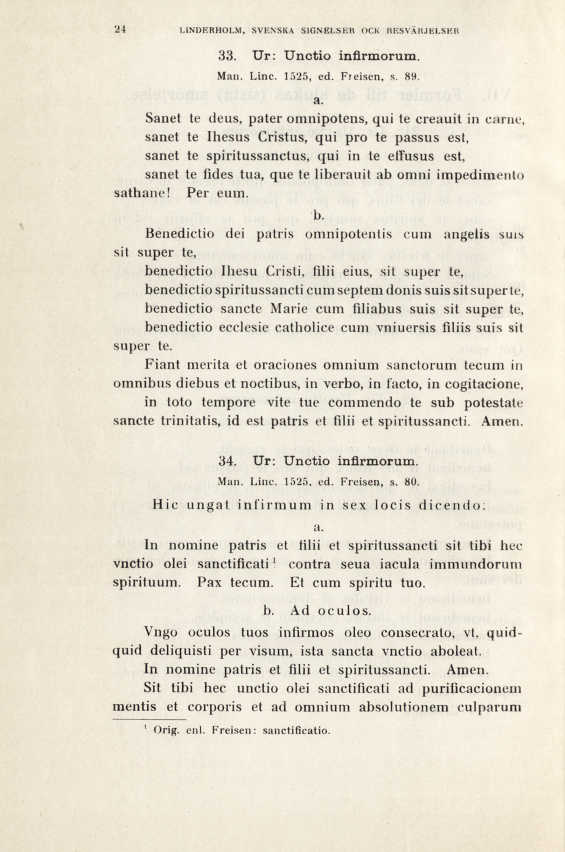 24 LINDERHOLM, SVENSKA SIGNELSER OCK BESVÄRJELSER
33. Ur: Unctio infirmorum.
Man. Linc. 1525, ed. Freisen, s. 89.
a.
Sanet te deus, pater omnipotens, qui te creauit in carne,
sanet te Ihesus Cristus, qui pro te passus est,
sanet te spiritussanctus, qui in te effusus est,
sanet te fides tua, que te liberauit ab omni impedimento
sathane! Per eum.
b.
Benedictio dei patris omnipotentis cum angelis suis
sit super te,
benedictio Ihesu Cristi, filii eius, sit super te,
benedictio spiritussancti cum septem donis suis sit super te,
benedictio sancte Marie cum filiabus suis sit super te,
benedictio ecclesie catholice cum vniuersis filiis suis sit
super te.
Fiant merita et oraciones omnium sanctorum tecum in
omnibus diebus et noctibus, in verbo, in facto, in cogitacione,
in toto tempore vite tue commendo te sub potestate
sancte trinitatis, id est patris et filii et spiritussancti. Amen.
34. Ur: Unctio infirmorum.
Man. Linc. 1525, ed. Freisen, s. 80.
Hic ungat infirmum in sex locis dicendo:
a.
In nomine patris et filii et spiritussancti sit tibi hec
vnctio olei sanctificati¹ contra seua iacula immundorum
spirituum. Pax tecum. Et cum spiritu tuo.
b. Ad oculos.
Vngo oculos tuos infirmos oleo consecrato, vt, quid-
quid deliquisti per visum, ista sancta vnctio aboleat.
In nomine patris et filii et spiritussancti. Amen.
Sit tibi hec unctio olei sanctificati ad purificacionem
mentis et corporis et ad omnium absolutionem culparum
¹ Orig. enl. Freisen: sanctificatio.